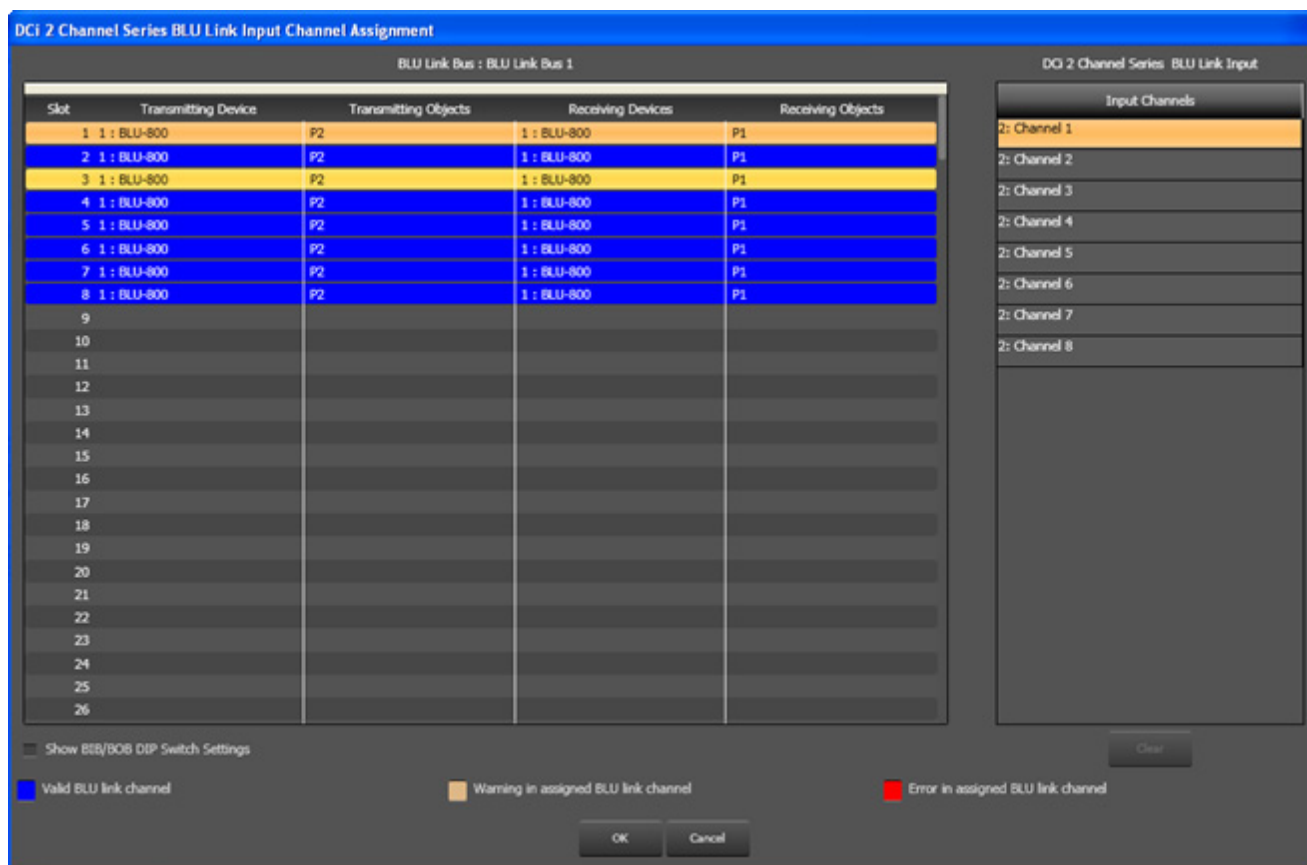 DCi 2 Channel Series BLU Link Input Channel Assignment
BLU Link Bus : BLU Link Bus 1
DCi 2 Channel Series BLU Link Input
Slot Transmitting Device Transmitting Objects Receiving Devices Receiving Objects
1 1 : BLU-800 P2 1 : BLU-800 P1
2 1 : BLU-800 P2 1 : BLU-800 P1
3 1 : BLU-800 P2 1 : BLU-800 P1
4 1 : BLU-800 P2 1 : BLU-800 P1
5 1 : BLU-800 P2 1 : BLU-800 P1
6 1 : BLU-800 P2 1 : BLU-800 P1
7 1 : BLU-800 P2 1 : BLU-800 P1
8 1 : BLU-800 P2 1 : BLU-800 P1
9
10
11
12
13
14
15
16
17
18
19
20
21
22
23
24
25
26
Input Channels
2: Channel 1
2: Channel 2
2: Channel 3
2: Channel 4
2: Channel 5
2: Channel 6
2: Channel 7
2: Channel 8
Show BIB/BOB DIP Switch Settings
Clear
Valid BLU link channel
Warning in assigned BLU link channel
Error in assigned BLU link channel
OK
Cancel